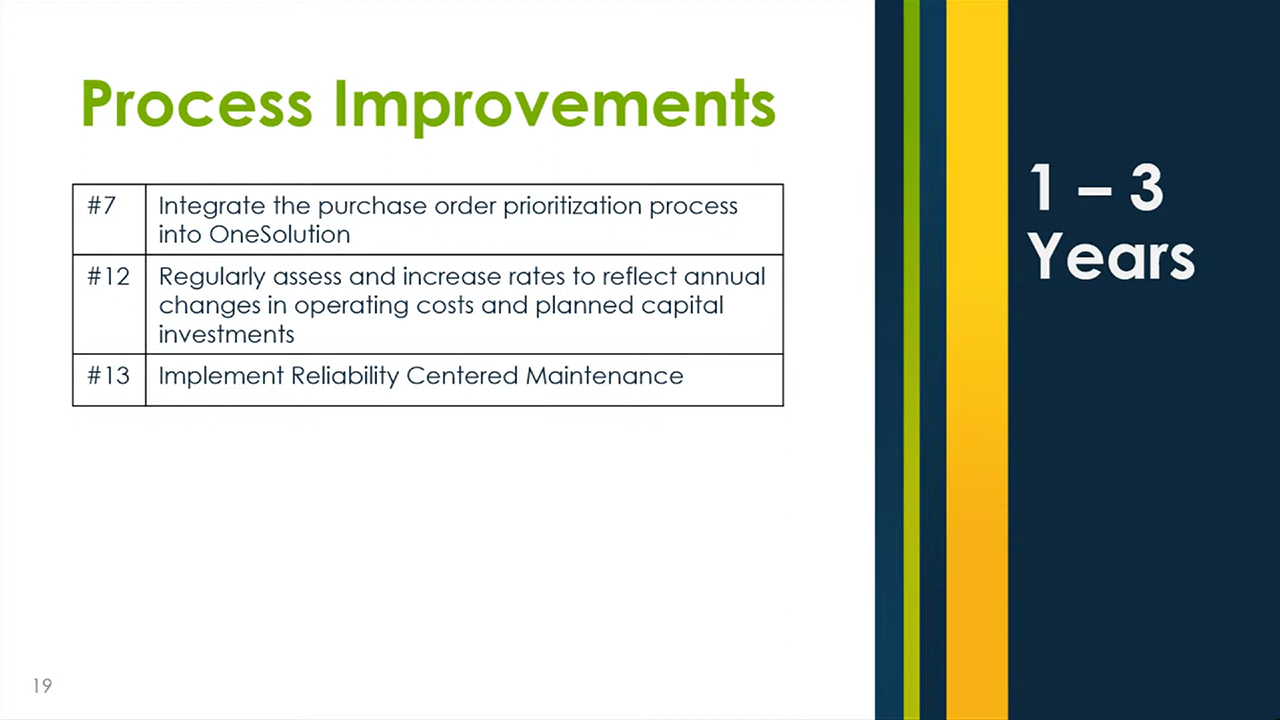 Process Improvements
1 – 3
Years
#7 Integrate the purchase order prioritization process
into OneSolution
#12 Regularly assess and increase rates to reflect annual
changes in operating costs and planned capital
investments
#13 Implement Reliability Centered Maintenance
19